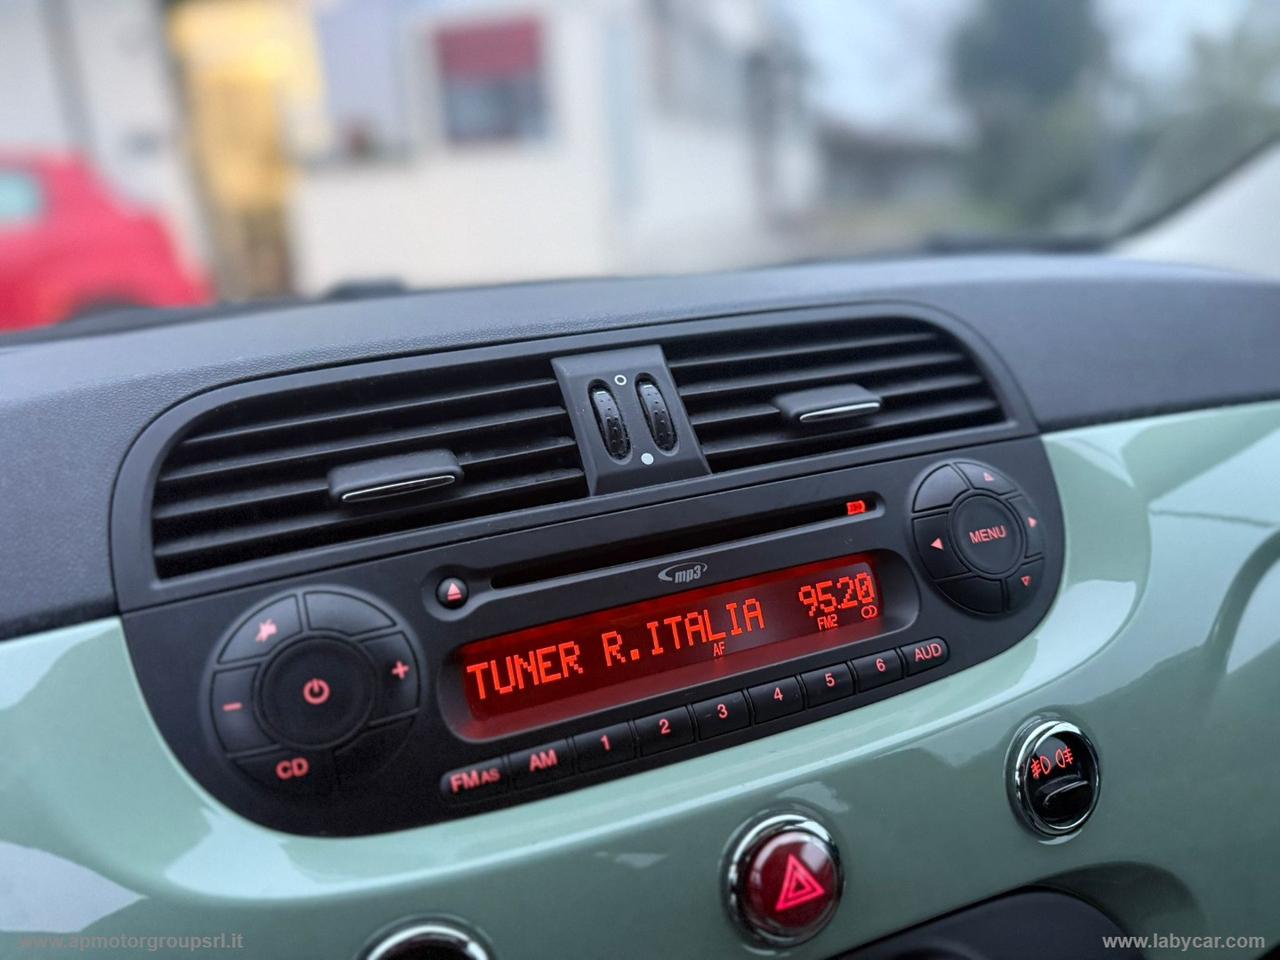 mp3
TUNER R.ITALIA 95.20
AF FM2
MENU
CD
FMAS AM 1 2 3 4 5 6 AUD
www.apmotorgroupsrl.it
www.labycar.com